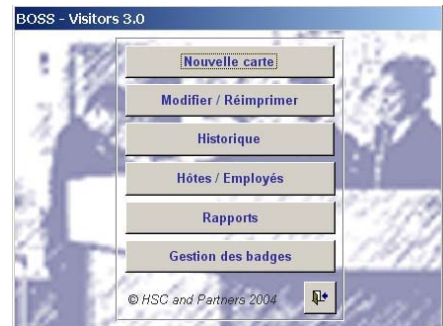 BOSS - Visitors 3.0
Nouvelle carte
Modifier / Réimprimer
Historique
Hôtes / Employés
Rapports
Gestion des badges
© HSC and Partners 2004